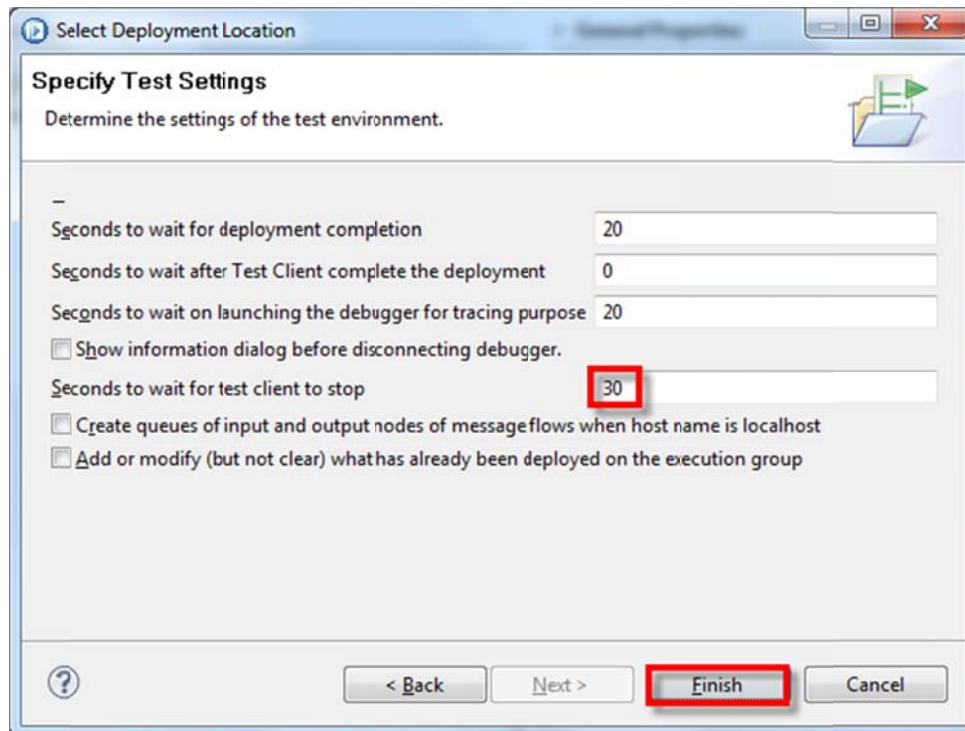 Select Deployment Location
General Properties
Specify Test Settings
Determine the settings of the test environment.
Seconds to wait for deployment completion 20
Seconds to wait after Test Client complete the deployment 0
Seconds to wait on launching the debugger for tracing purpose 20
Show information dialog before disconnecting debugger.
Seconds to wait for test client to stop 30
Create queues of input and output nodes of message flows when host name is localhost
Add or modify (but not clear) what has already been deployed on the execution group
? < Back Next > Finish Cancel